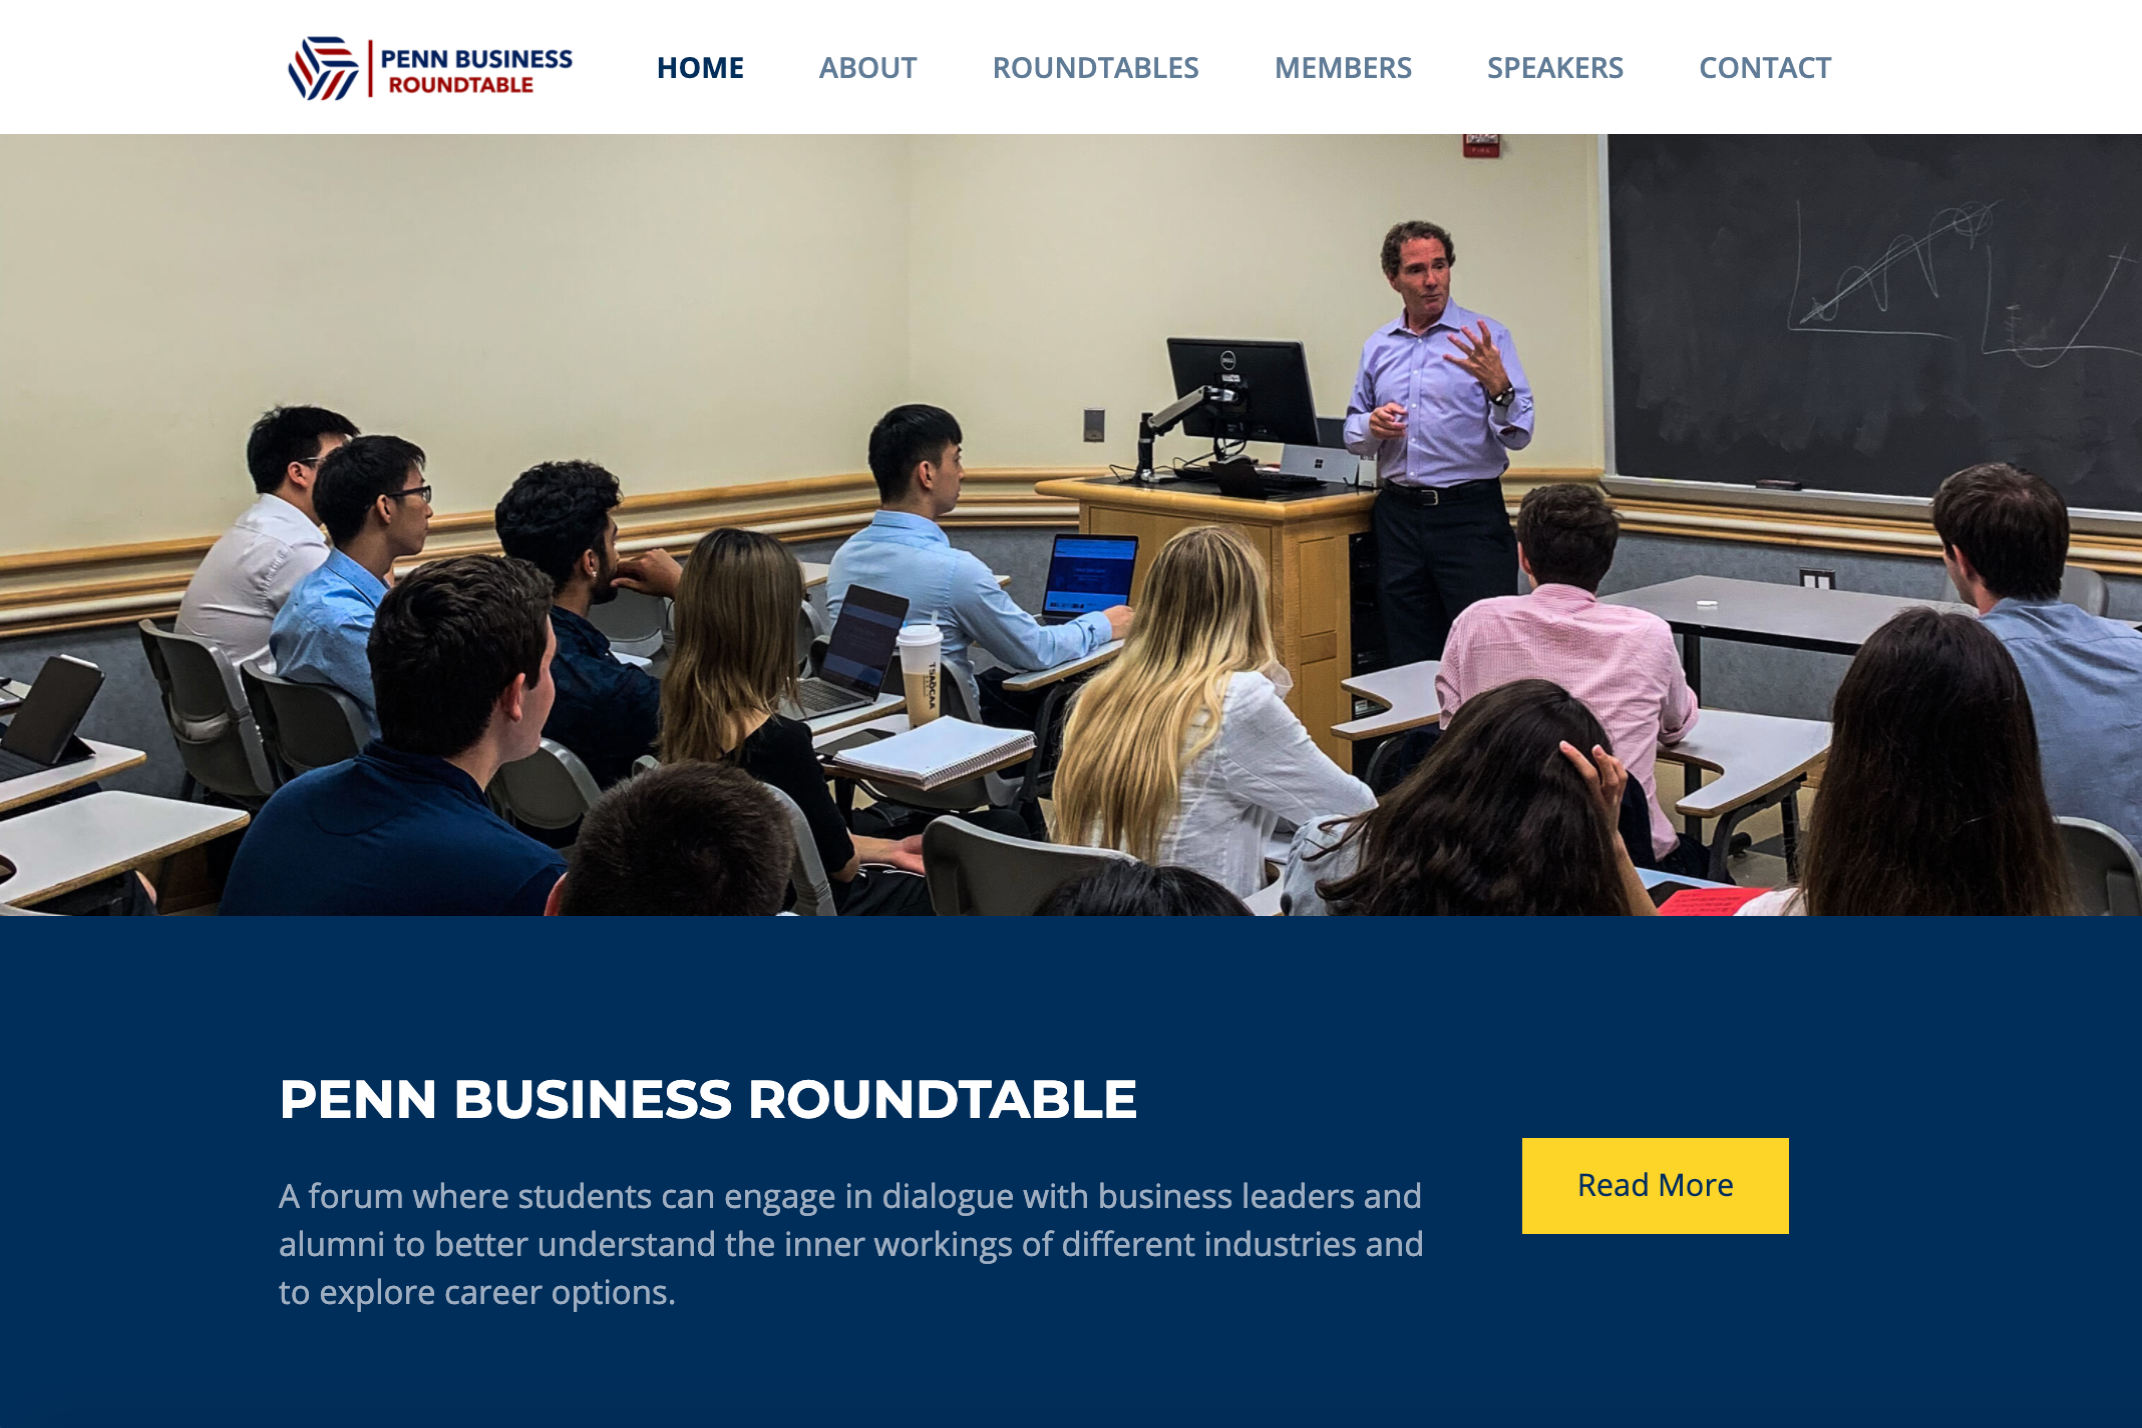 PENN BUSINESS
ROUNDTABLE
HOME ABOUT ROUNDTABLES MEMBERS SPEAKERS CONTACT
FIRE
DELL
PENN BUSINESS ROUNDTABLE
A forum where students can engage in dialogue with business leaders and
alumni to better understand the inner workings of different industries and
to explore career options.
Read More